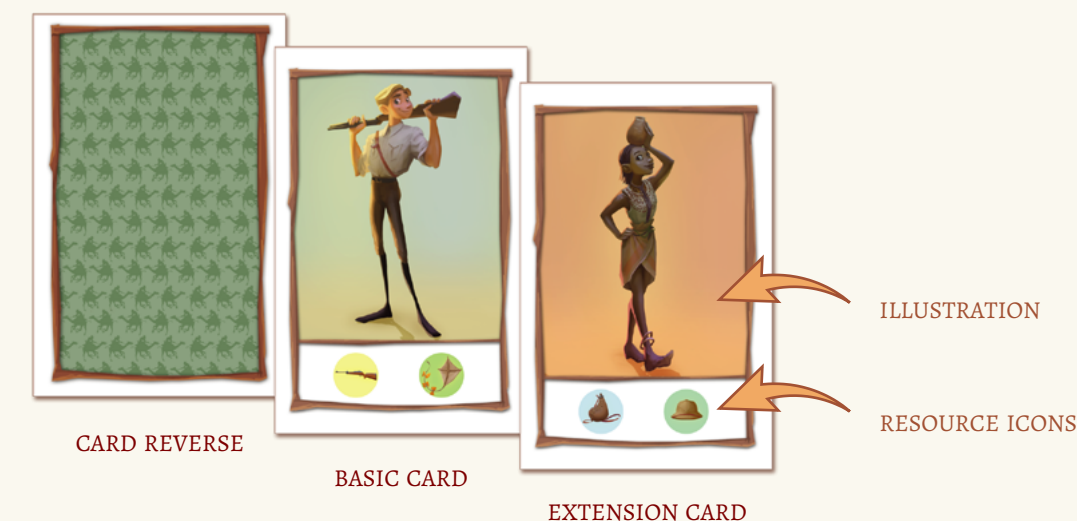 ILLUSTRATION
RESOURCE ICONS
CARD REVERSE
BASIC CARD
EXTENSION CARD